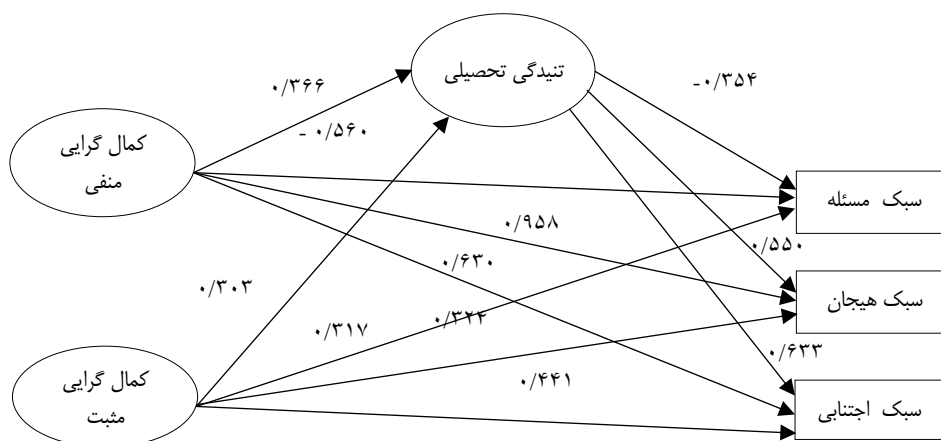 تنیدگی تحصیلی
۰/۳۶۶
-۰/۳۵۴
- ۰/۵۶۰
کمال گرایی
منفی
سبک مسئله
۰/۹۵۸
۰/۵۵۰
۰/۶۳۰
۰/۳۰۳
سبک هیجان
۰/۳۱۷
۰/۳۲۴
۰/۶۳۳
کمال گرایی
مثبت
۰/۴۴۱
سبک اجتنابی